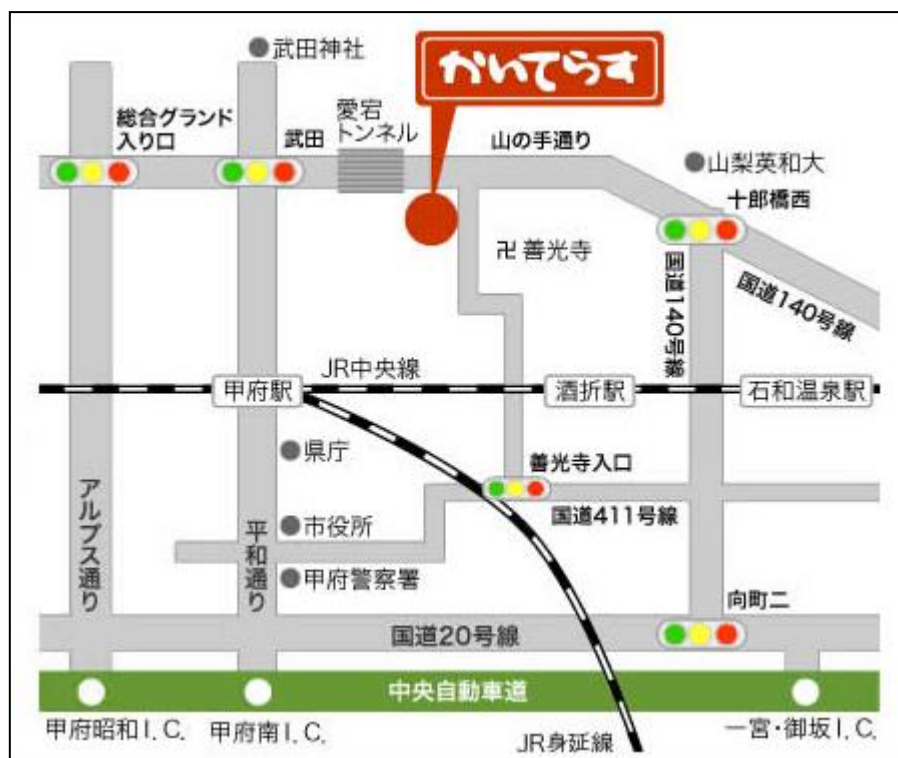 武田神社
かいてらす
総合グランド
入り口
武田
愛宕
トンネル
山の手通り
山梨英和大
十郎橋西
卍 善光寺
国道140号線
国道140号線
JR中央線
甲府駅
酒折駅
石和温泉駅
県庁
善光寺入口
国道411号線
アルプス通り
平和通り
市役所
甲府警察署
向町二
国道20号線
中央自動車道
甲府昭和I.C.
甲府南I.C.
JR身延線
一宮・御坂I.C.